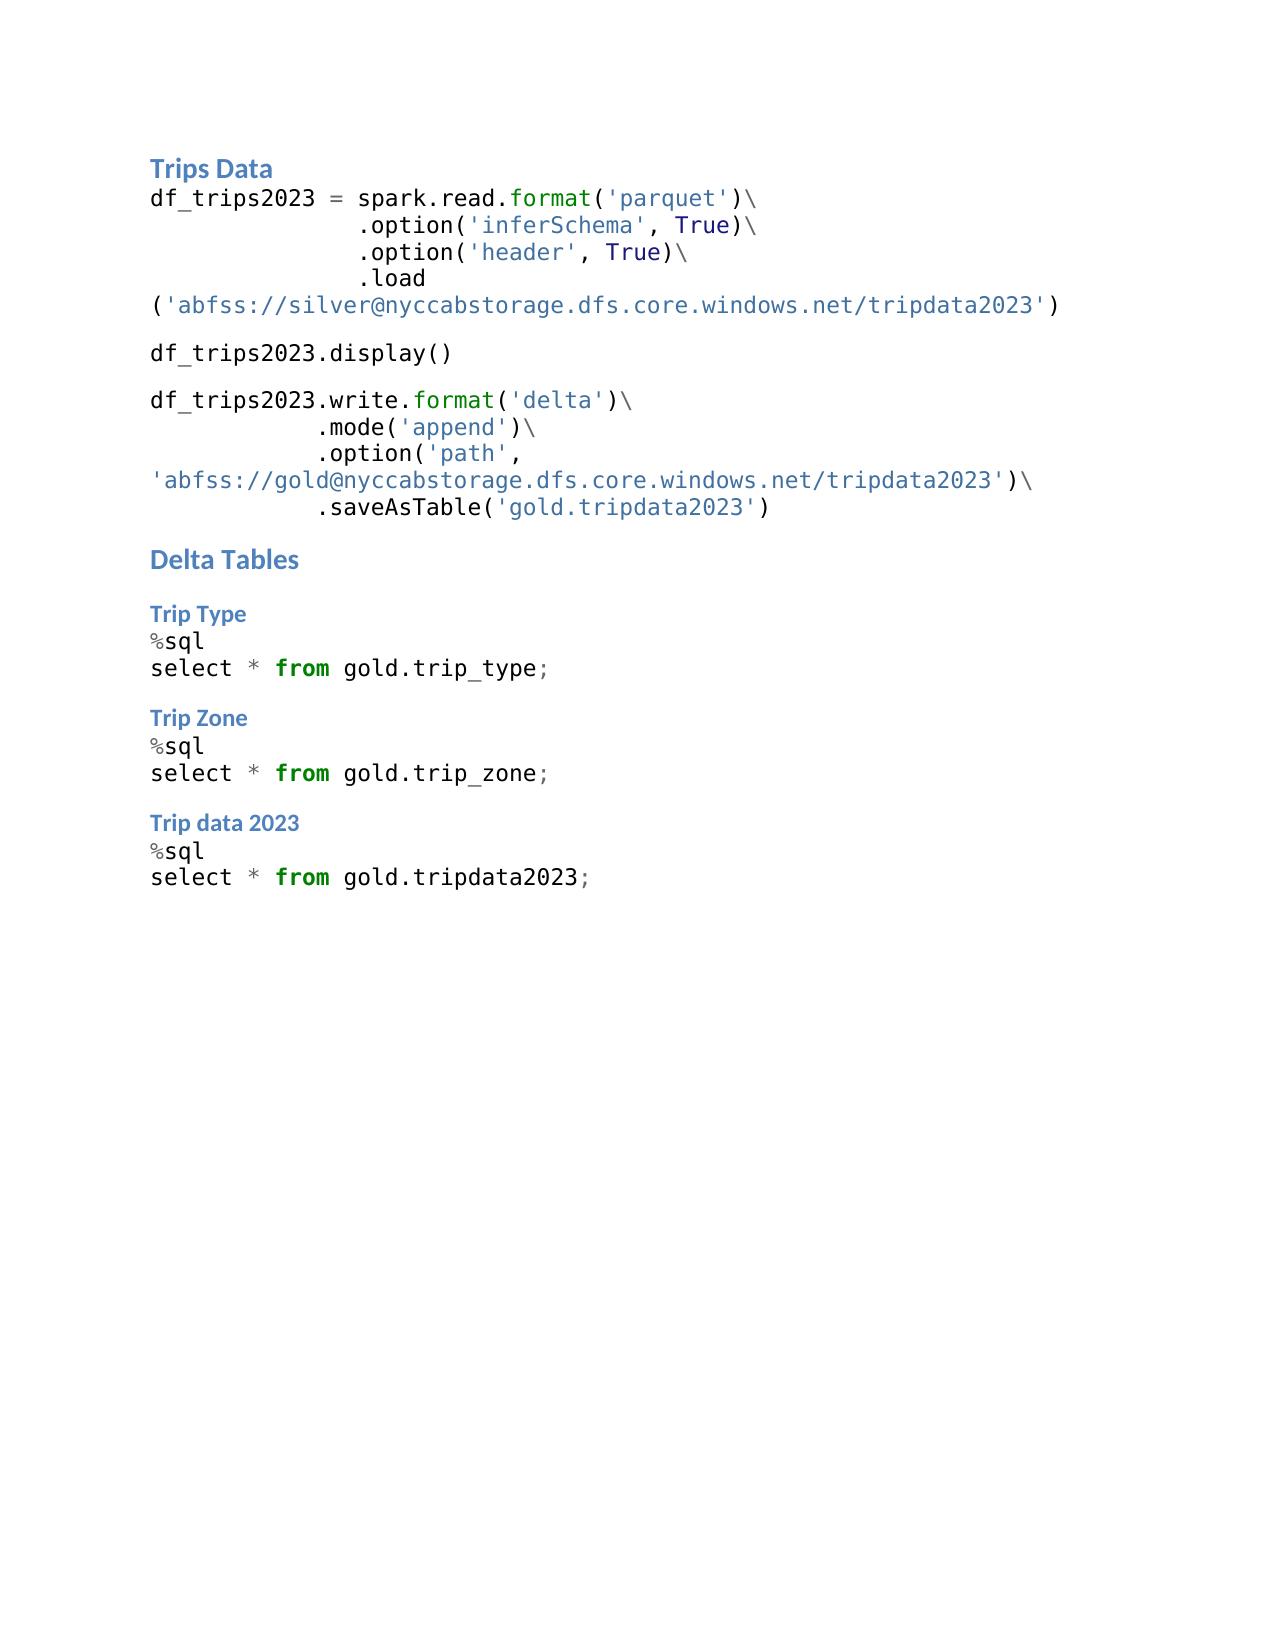 Trips Data
df_trips2023 = spark.read.format('parquet')\
               .option('inferSchema', True)\
               .option('header', True)\
               .load
('abfss://silver@nyccabstorage.dfs.core.windows.net/tripdata2023')
df_trips2023.display()
df_trips2023.write.format('delta')\
            .mode('append')\
            .option('path',
'abfss://gold@nyccabstorage.dfs.core.windows.net/tripdata2023')\
            .saveAsTable('gold.tripdata2023')
Delta Tables
Trip Type
%sql
select * from gold.trip_type;
Trip Zone
%sql
select * from gold.trip_zone;
Trip data 2023
%sql
select * from gold.tripdata2023;